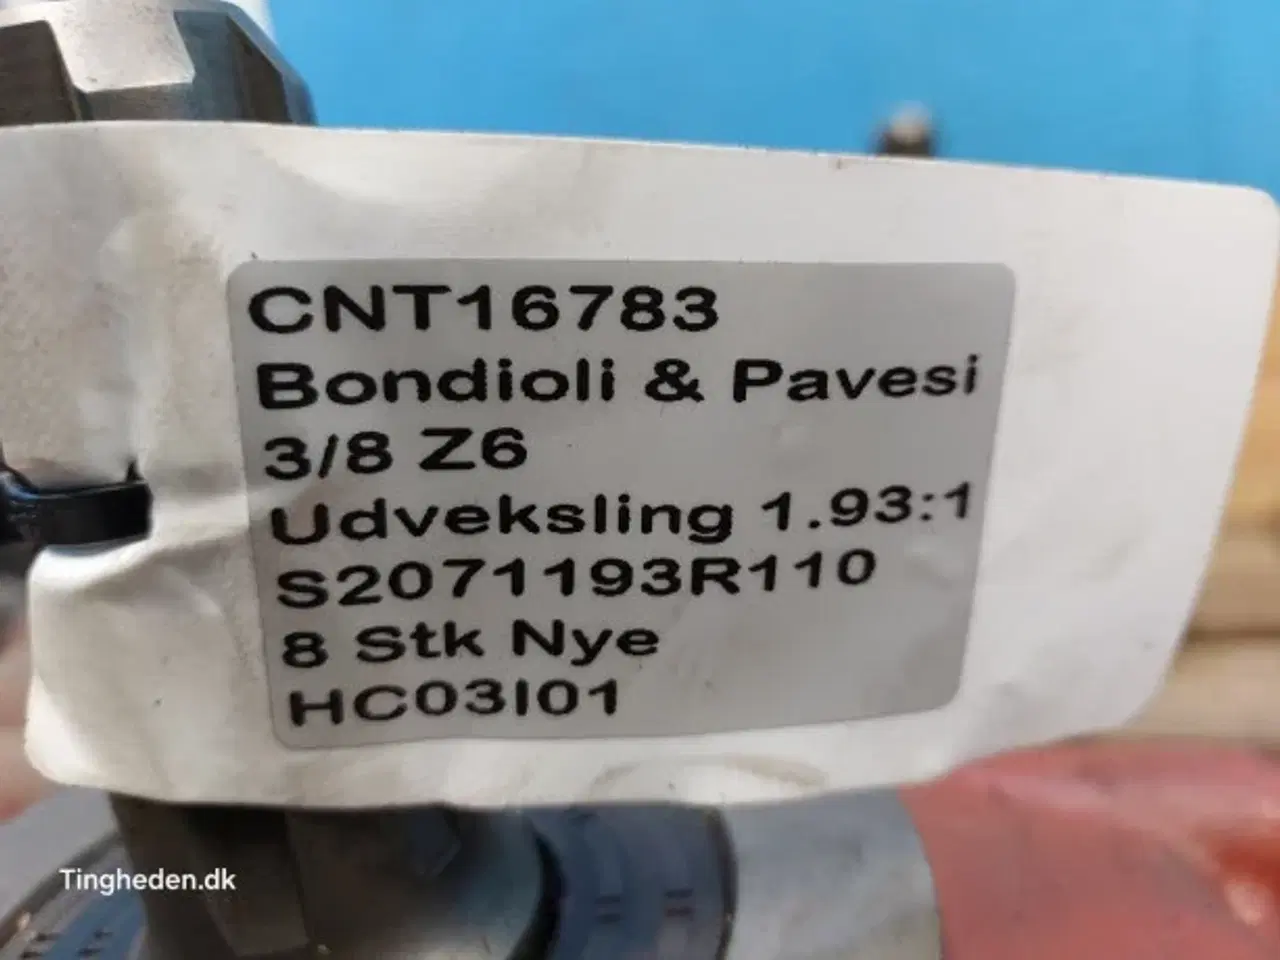 CNT16783
Bondioli & Pavesi
3/8 Z6
Udveksling 1.93:1
S2071193R110
8 Stk Nye
HC03I01
Tingheden.dk